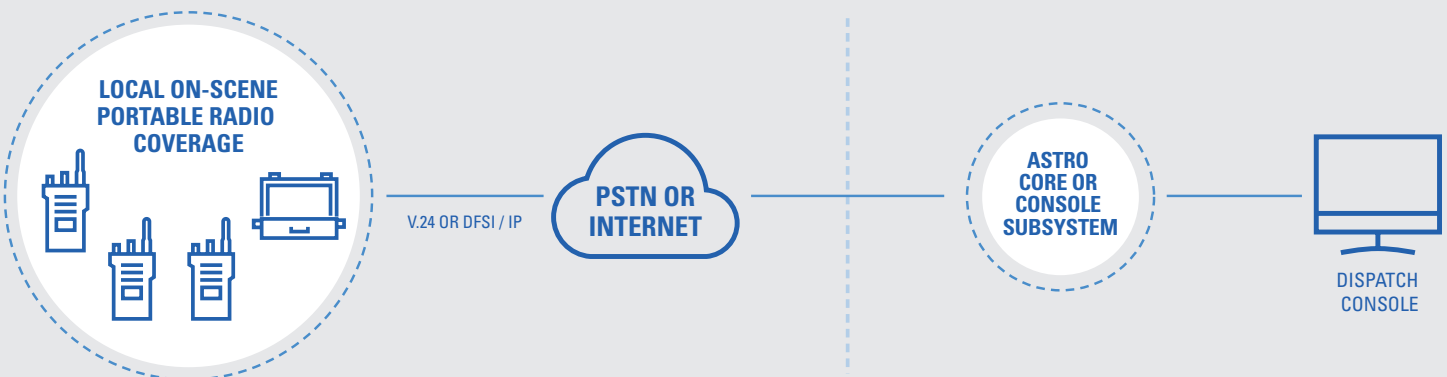 LOCAL ON-SCENE
PORTABLE RADIO
COVERAGE
V.24 OR DFSI / IP
PSTN OR
INTERNET
ASTRO
CORE OR
CONSOLE
SUBSYSTEM
DISPATCH
CONSOLE